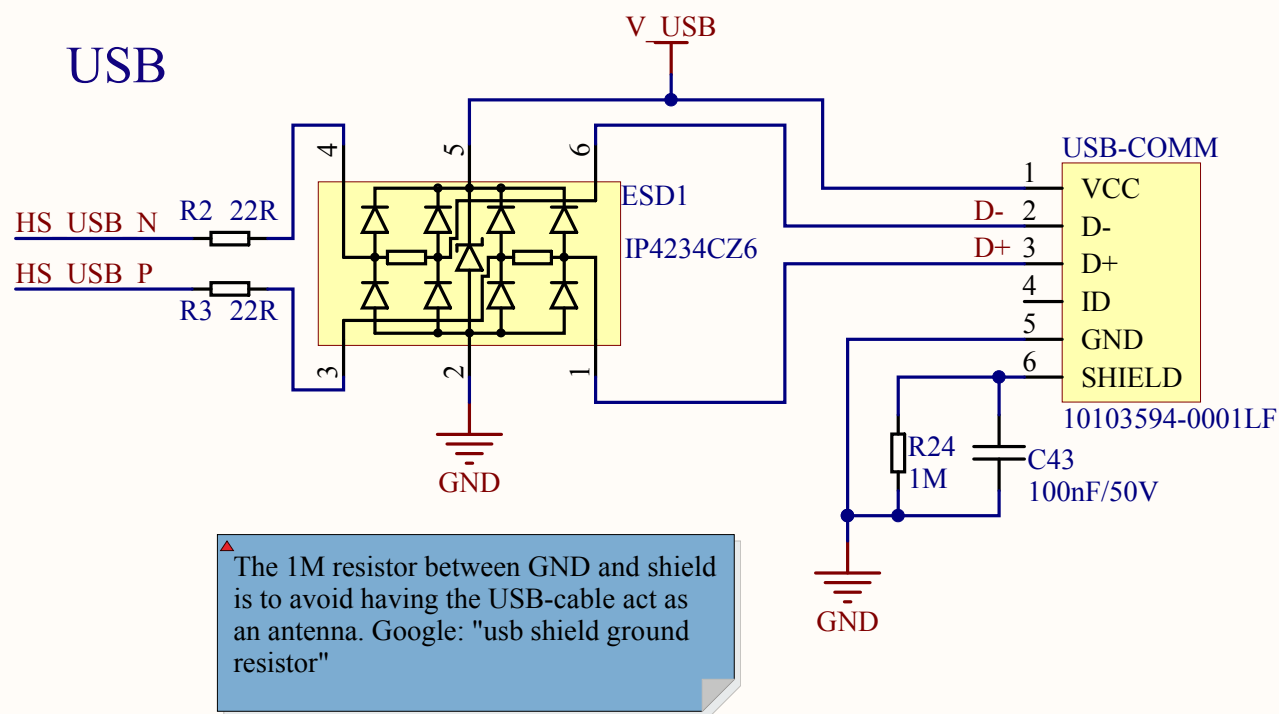 USB
V_USB
4
5
6
HS_USB_N
R2 22R
HS_USB_P
R3 22R
ESD1
IP4234CZ6
3
2
1
GND
USB-COMM
1 VCC
D- 2 D-
D+ 3 D+
4 ID
5 GND
6 SHIELD
10103594-0001LF
R24
1M
C43
100nF/50V
GND
The 1M resistor between GND and shield
is to avoid having the USB-cable act as
an antenna. Google: "usb shield ground
resistor"